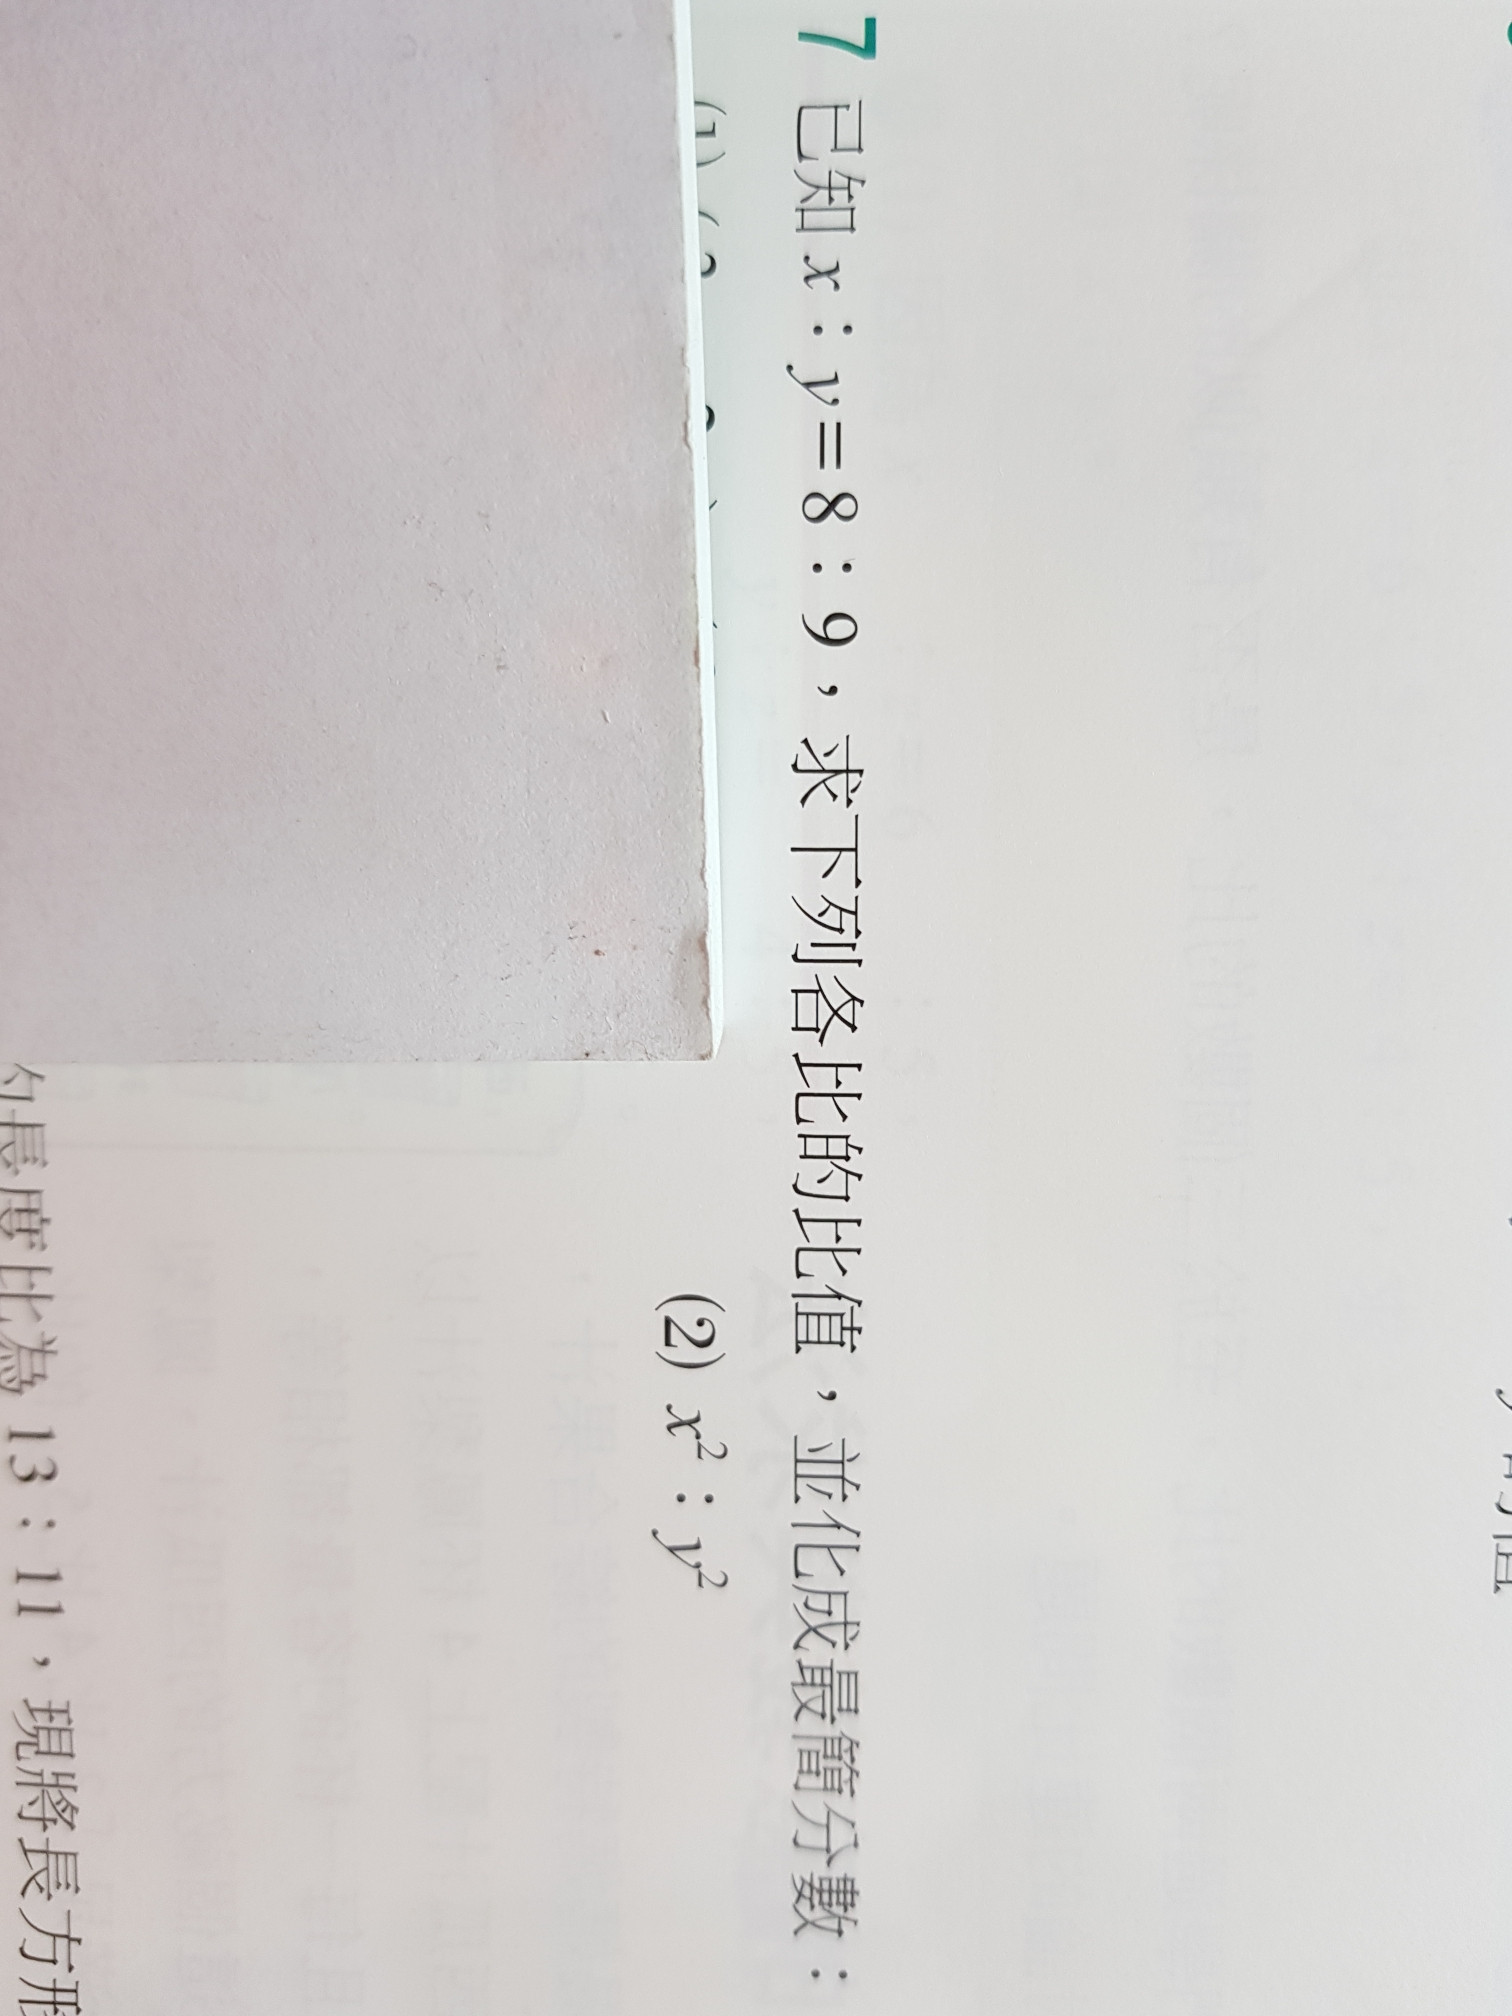 7 已知 x：y＝8：9，求下列各比的比值，並化成最簡分數：
(1)
(2) x²：y²
長度比為 13：11，現將長方形